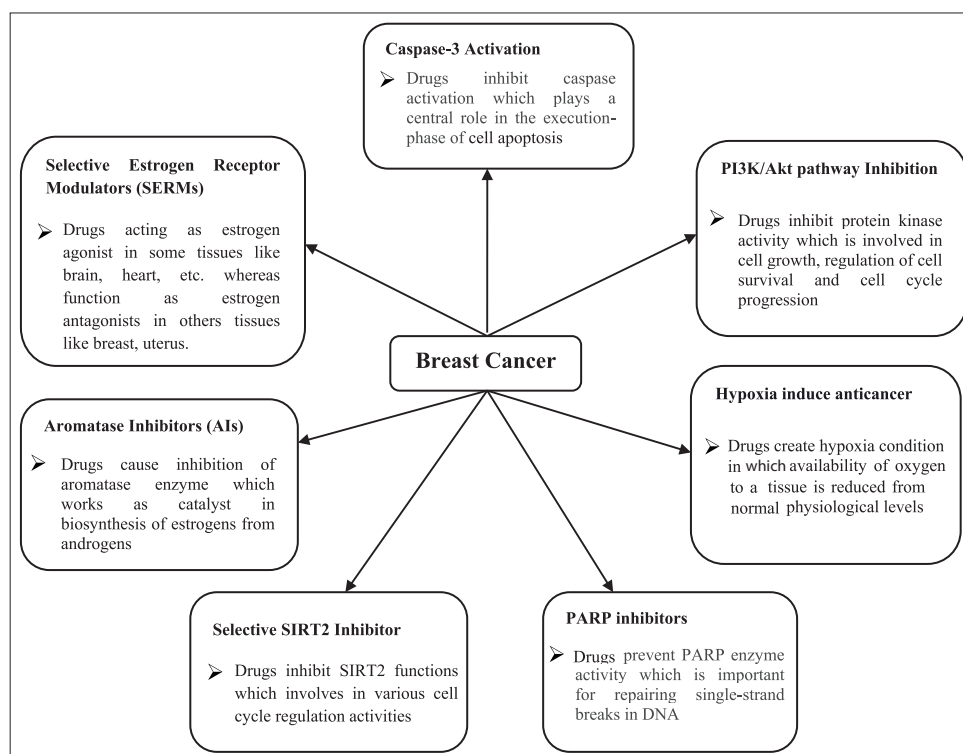 Caspase-3 Activation
➢ Drugs inhibit caspase
activation which plays a
central role in the execution-
phase of cell apoptosis
Selective Estrogen Receptor
Modulators (SERMs)
➢ Drugs acting as estrogen
agonist in some tissues like
brain, heart, etc. whereas
function as estrogen
antagonists in others tissues
like breast, uterus.
PI3K/Akt pathway Inhibition
➢ Drugs inhibit protein kinase
activity which is involved in
cell growth, regulation of cell
survival and cell cycle
progression
Breast Cancer
Aromatase Inhibitors (AIs)
➢ Drugs cause inhibition of
aromatase enzyme which
works as catalyst in
biosynthesis of estrogens from
androgens
Hypoxia induce anticancer
➢ Drugs create hypoxia condition
in which availability of oxygen
to a tissue is reduced from
normal physiological levels
Selective SIRT2 Inhibitor
➢ Drugs inhibit SIRT2 functions
which involves in various cell
cycle regulation activities
PARP inhibitors
➢ Drugs prevent PARP enzyme
activity which is important
for repairing single-strand
breaks in DNA